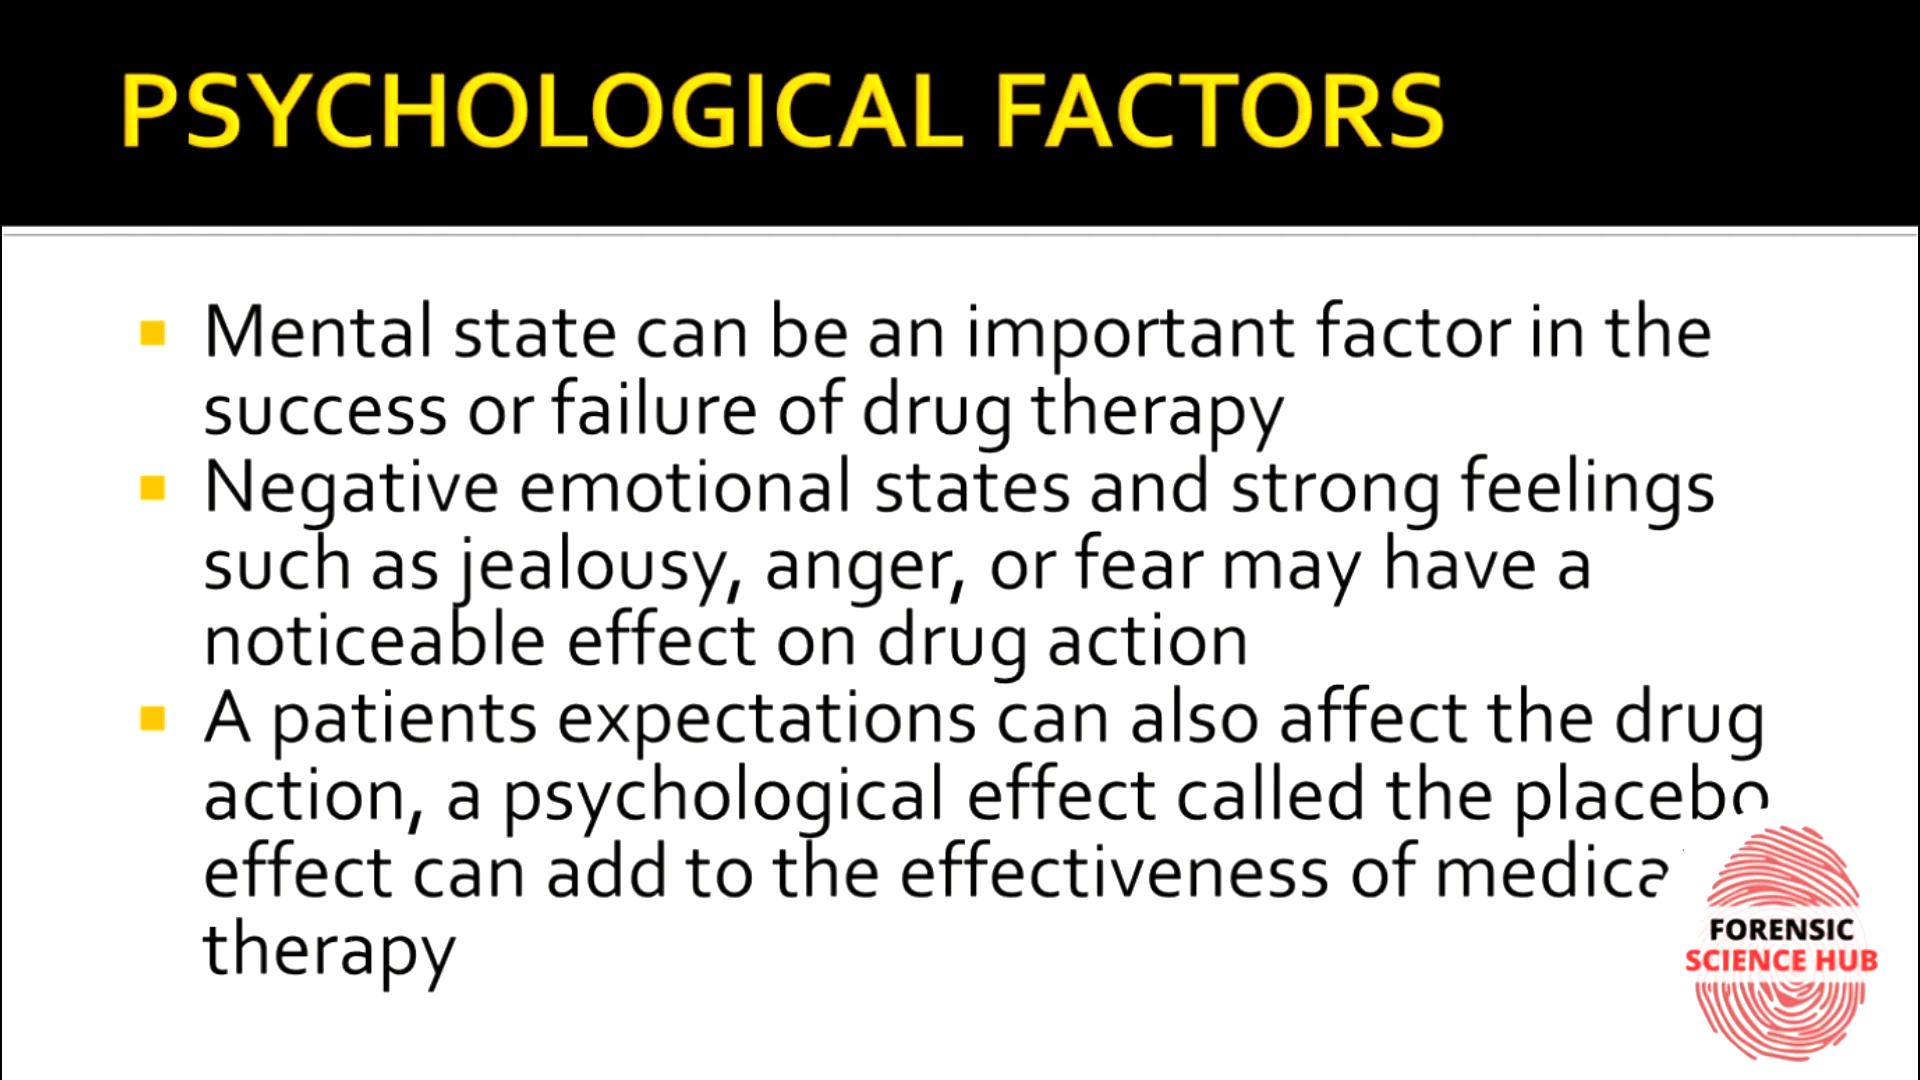 PSYCHOLOGICAL FACTORS
Mental state can be an important factor in the
success or failure of drug therapy
Negative emotional states and strong feelings
such as jealousy, anger, or fear may have a
noticeable effect on drug action
A patients expectations can also affect the drug
action, a psychological effect called the placebo
effect can add to the effectiveness of medica
therapy
FORENSIC
SCIENCE HUB